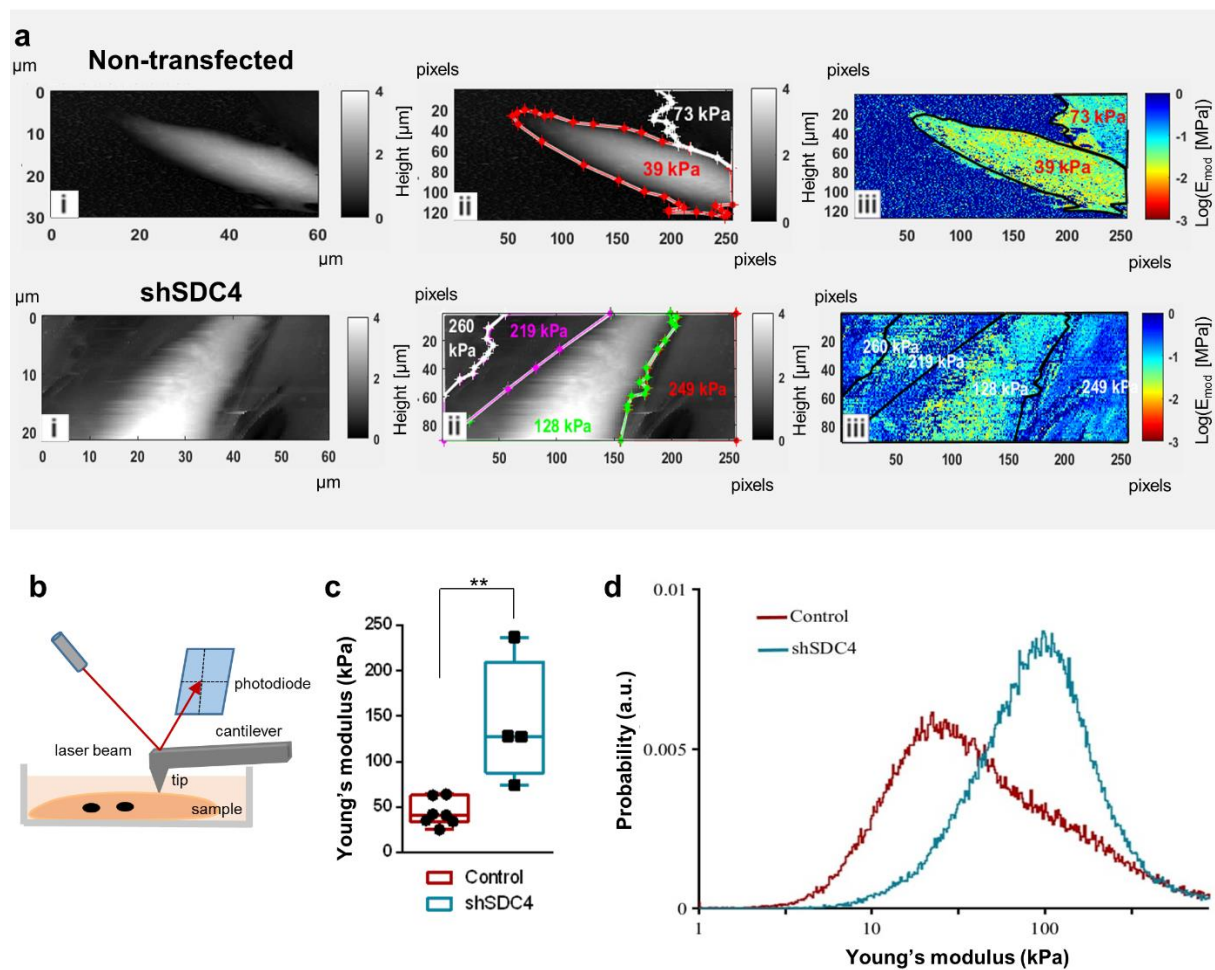 a
Non-transfected
µm
0
10
20
30
i
0
20
40
60
µm
4
2
0
Height [µm]
pixels
20
40
60
80
100
120
ii
73 kPa
39 kPa
50
100
150
200
250
pixels
4
2
0
Height [µm]
pixels
20
40
60
80
100
120
iii
73 kPa
39 kPa
50
100
150
200
250
pixels
0
-1
-2
-3
Log(Emod [MPa])
shSDC4
µm
0
10
20
i
0
10
20
30
40
50
60
µm
4
2
0
Height [µm]
pixels
20
40
60
80
ii
260
kPa
219 kPa
128 kPa
249 kPa
50
100
150
200
250
pixels
4
2
0
Height [µm]
pixels
20
40
60
80
iii
260 kPa
219 kPa
128 kPa
249 kP
50
100
150
200
250
pixels
0
-1
-2
-3
Log(Emod [MPa])
b
photodiode
cantilever
laser beam
tip
sample
c
**
Young's modulus (kPa)
250
200
150
100
50
0
Control
shSDC4
d
Probability (a.u.)
0.01
0.005
0
Control
shSDC4
1
10
100
Young's modulus (kPa)